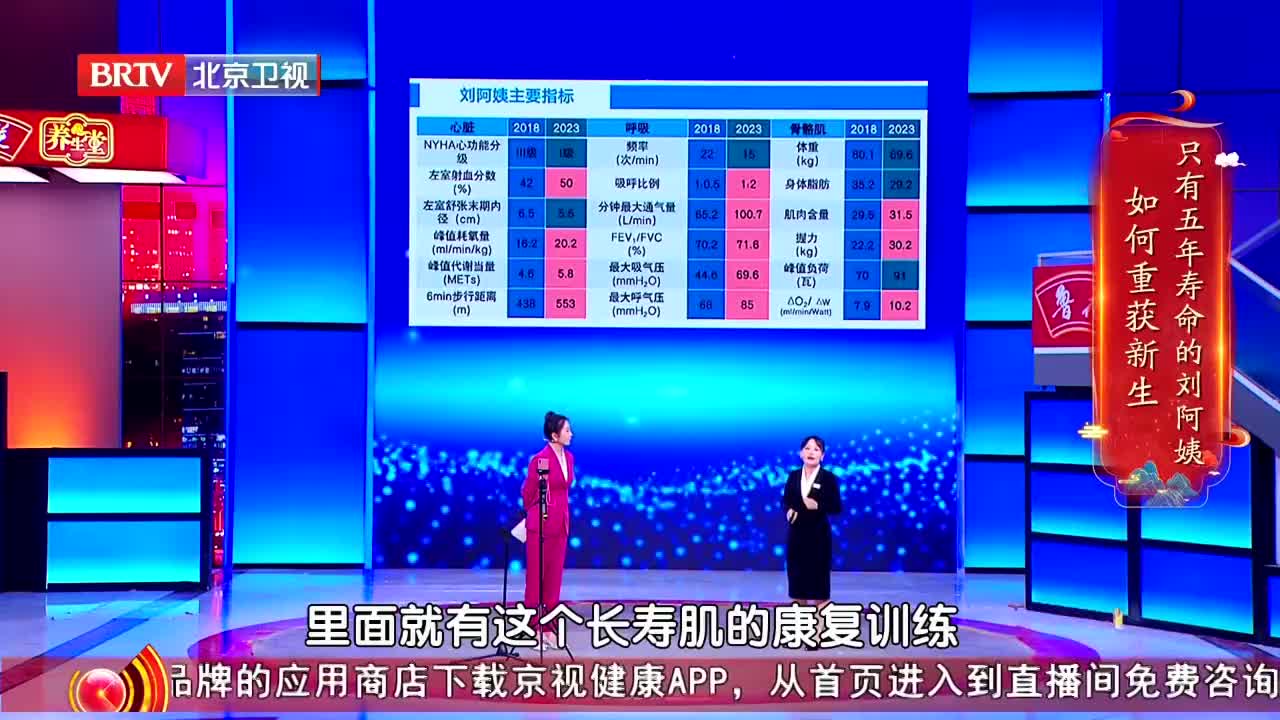 BRTV 北京卫视
养生堂
刘阿姨主要指标
心脏 2018 2023 呼吸 2018 2023 骨骼肌 2018 2023
NYHA心功能分级 III级 I级 频率(次/min) 22 15 体重(kg) 80.1 69.6
左室射血分数(%) 42 50 吸呼比例 1:0.5 1:2 身体脂肪 35.2 29.2
左室舒张末期内径(cm) 6.5 5.6 分钟最大通气量(L/min) 65.2 100.7 肌肉含量 29.5 31.5
峰值耗氧量(ml/min/kg) 16.2 20.2 FEV₁/FVC(%) 70.2 71.6 握力(kg) 22.2 30.2
峰值代谢当量(METs) 4.6 5.8 最大吸气压(mmH₂O) 44.6 69.6 峰值负荷(瓦) 70 91
6min步行距离(m) 438 553 最大呼气压(mmH₂O) 68 85 ΔO₂/ΔW(ml/min/Watt) 7.9 10.2
只有五年寿命的刘阿姨
如何重获新生
里面就有这个长寿肌的康复训练
品牌的应用商店下载京视健康APP，从首页进入到直播间免费咨询